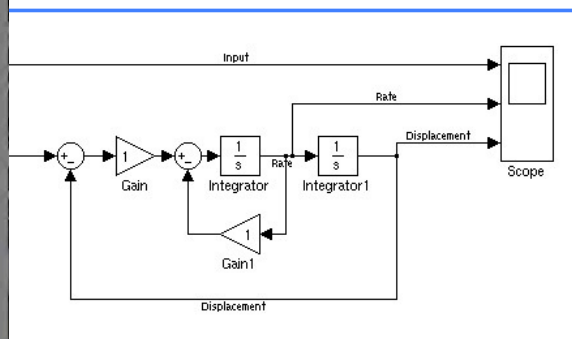 Input
Rate
Displacement
Scope
+
−
1
Gain
+
−
1
s
Integrator
Rate
1
s
Integrator1
1
Gain1
Displacement